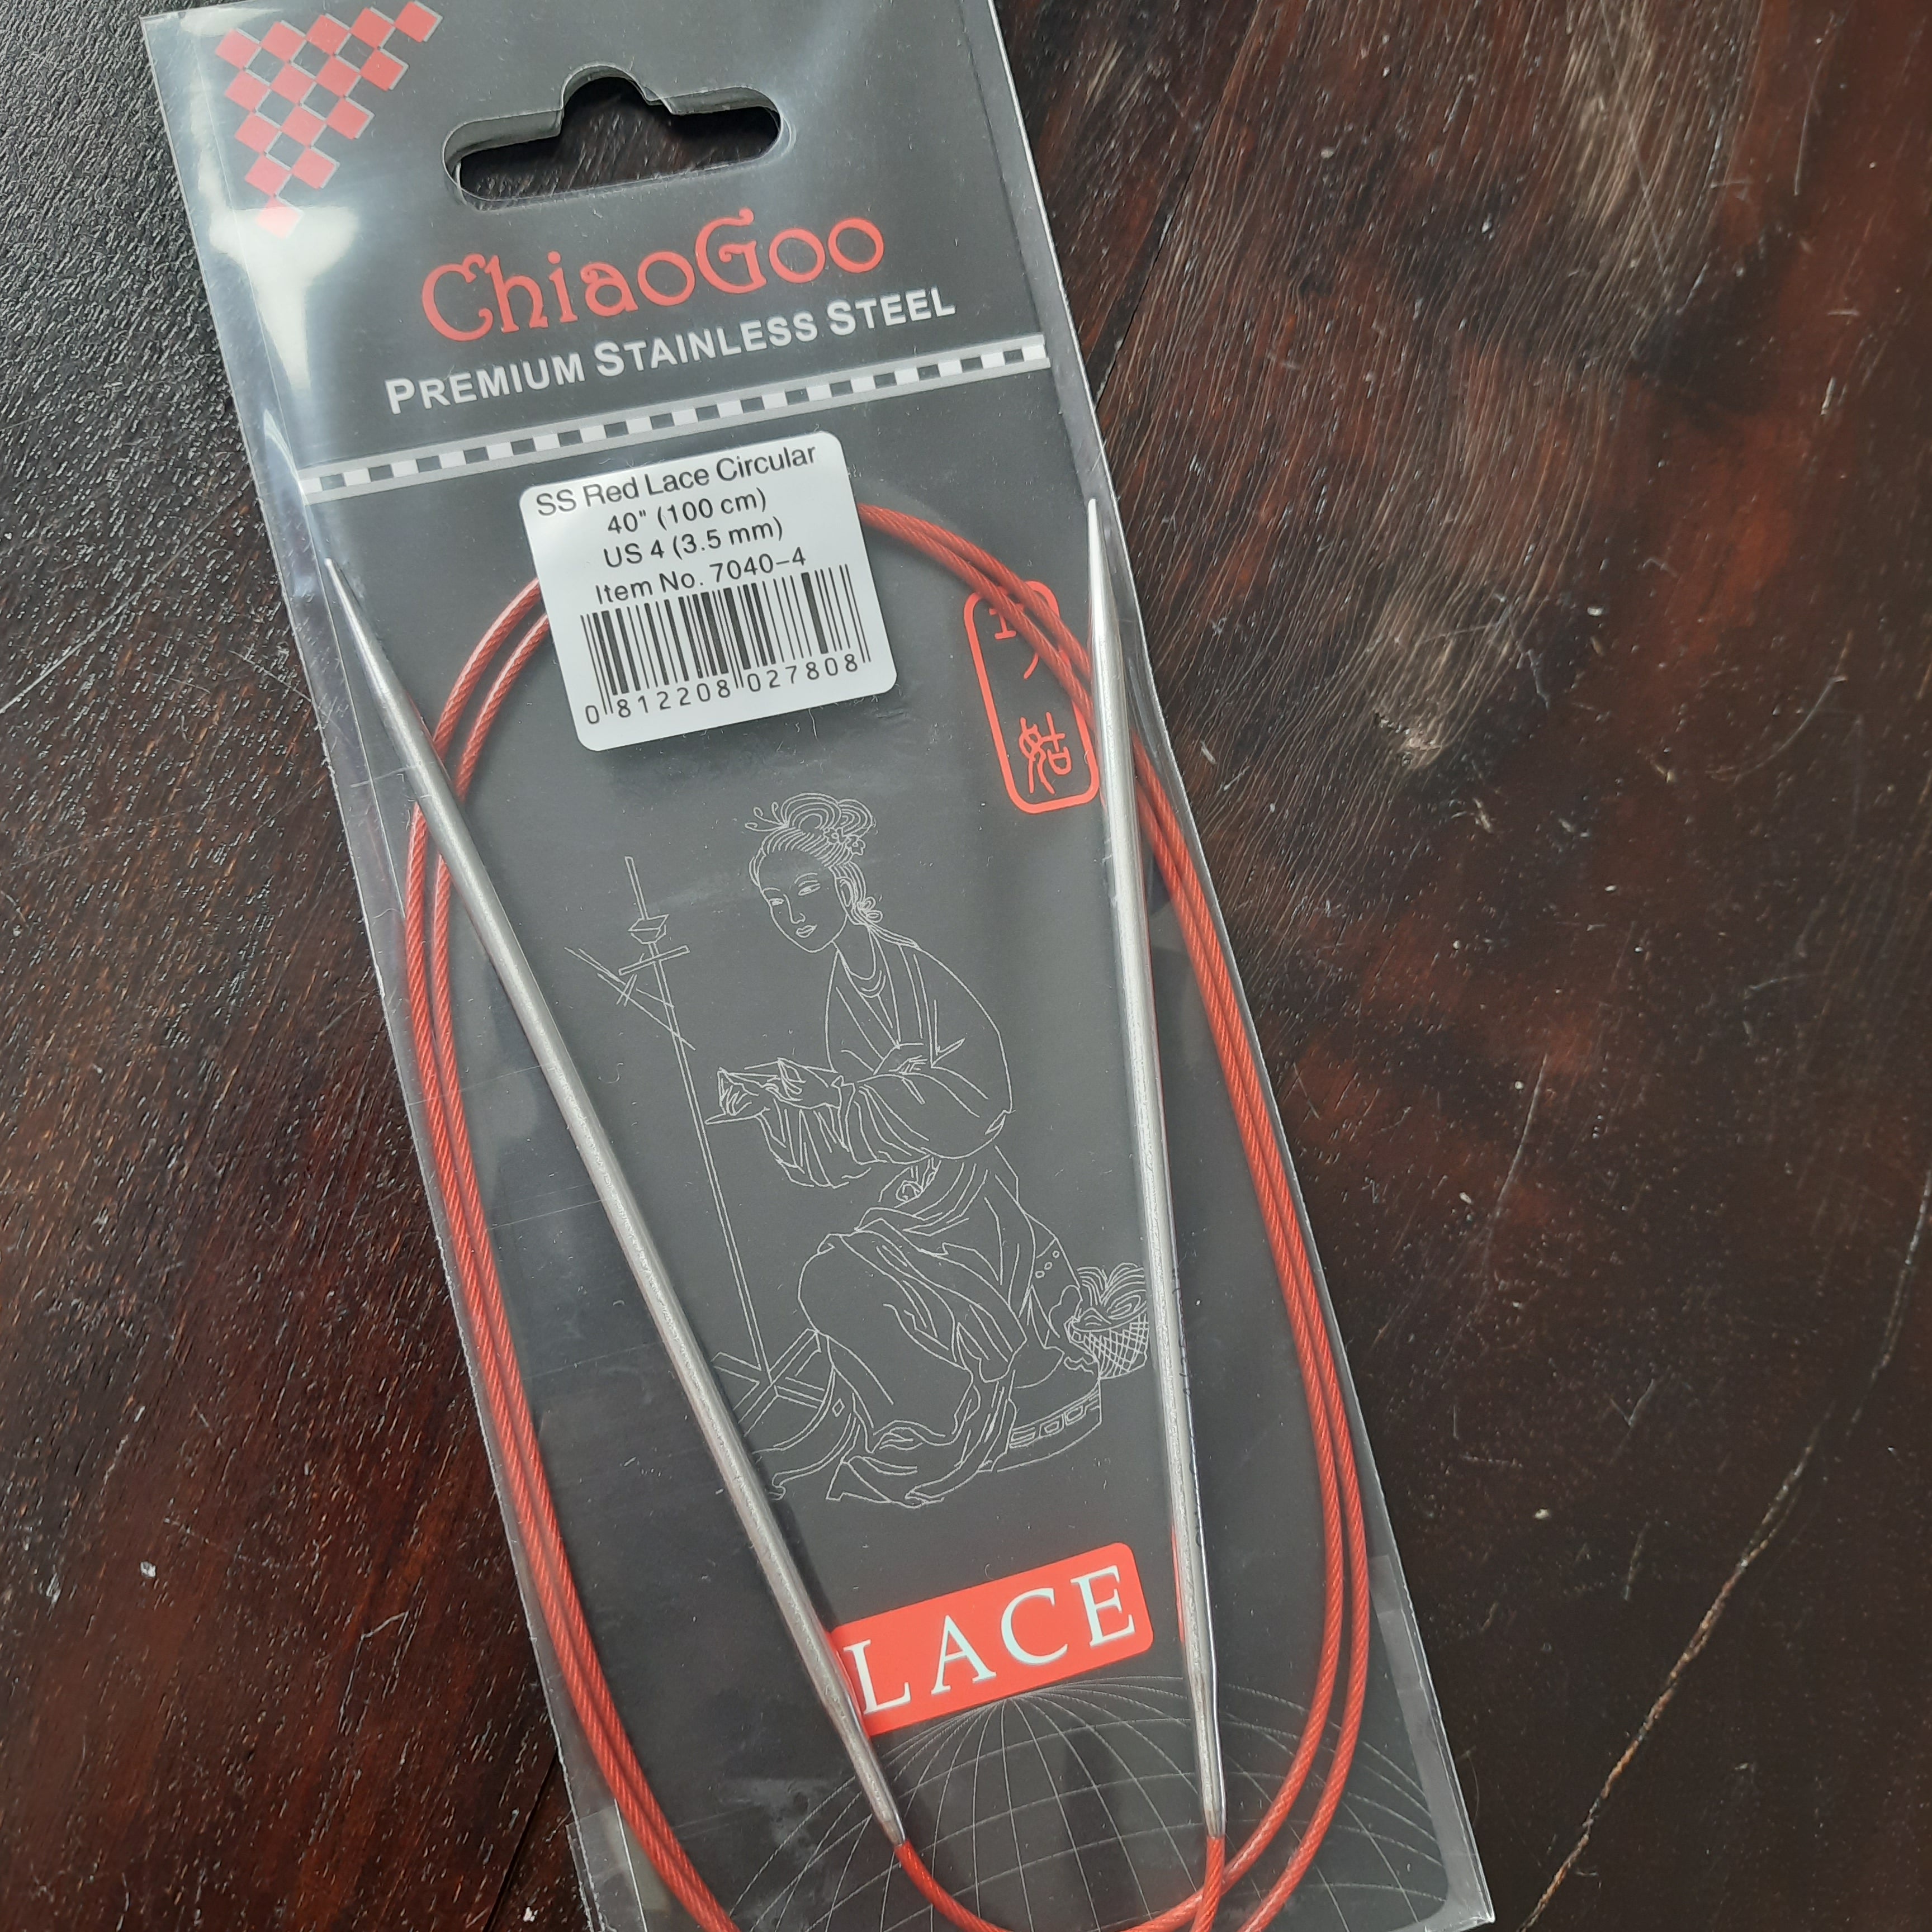 ChiaoGoo
PREMIUM STAINLESS STEEL
SS Red Lace Circular
40" (100 cm)
US 4 (3.5 mm)
Item No. 7040-4
0 812208 027808
姑
LACE